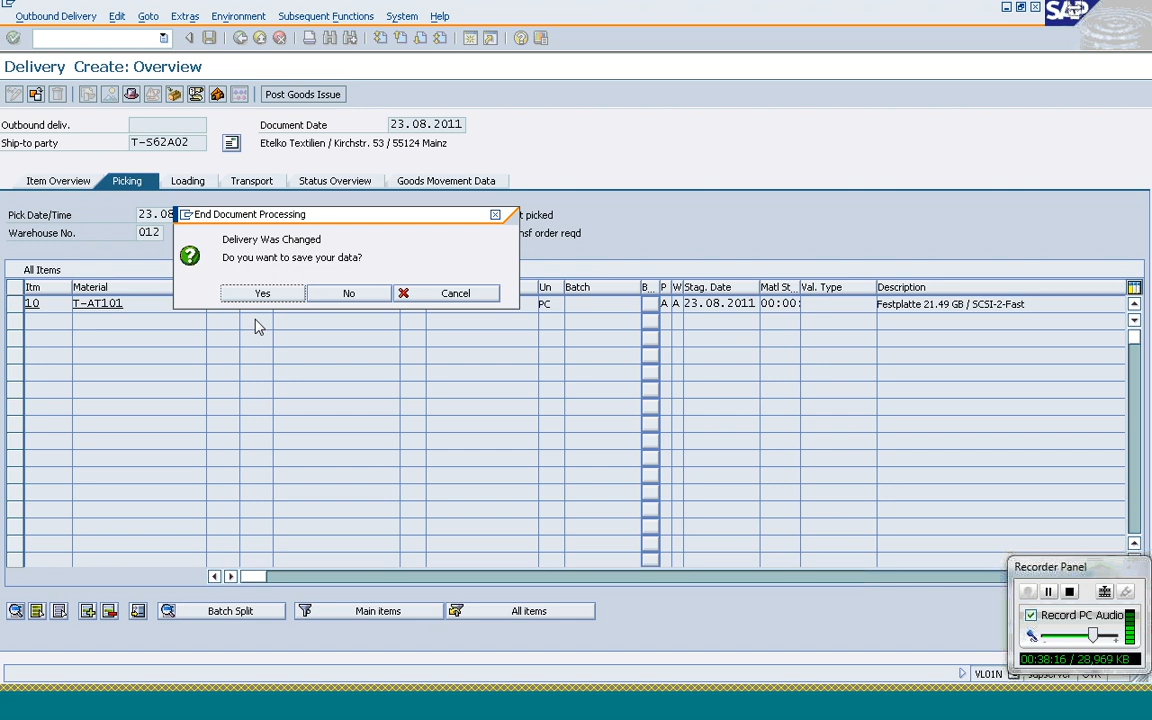 Outbound Delivery Edit Goto Extras Environment Subsequent Functions System Help
SAP
Delivery Create: Overview
Post Goods Issue
Outbound deliv. Document Date 23.08.2011
Ship-to party T-S62A02 Etelko Textilien / Kirchstr. 53 / 55124 Mainz
Item Overview Picking Loading Transport Status Overview Goods Movement Data
End Document Processing
Delivery Was Changed
Do you want to save your data?
Yes No Cancel
Pick Date/Time 23.08 t picked
Warehouse No. 012 nsf order reqd
All Items
Itm Material Un Batch B... P W Stag. Date Matl St... Val. Type Description
10 T-AT101 PC A A 23.08.2011 00:00: Festplatte 21.49 GB / SCSI-2-Fast
Batch Split Main items All items
Recorder Panel
Record PC Audio
00:38:16 / 28,969 KB
VL01N OVR